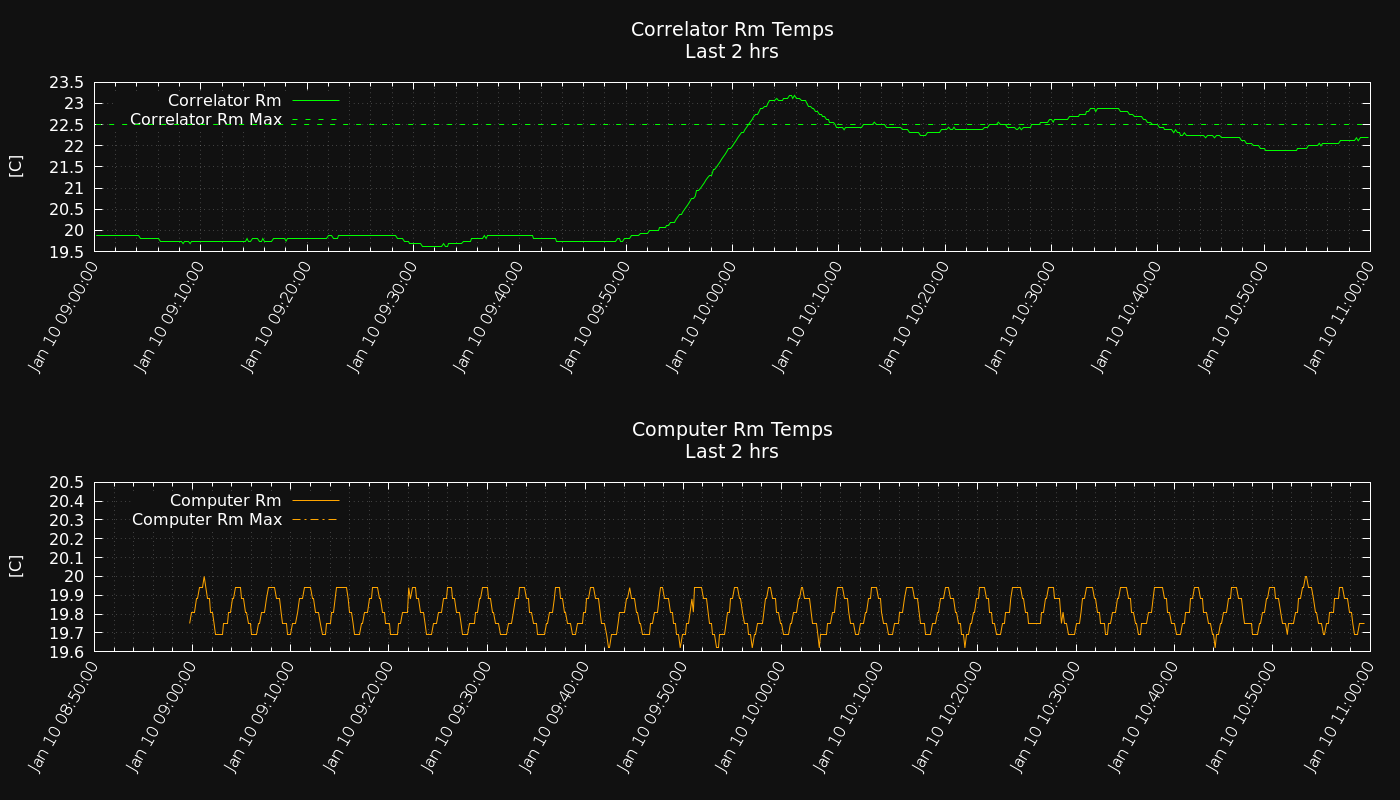 Correlator Rm Temps
Last 2 hrs
23.5
23
22.5
22
21.5
21
20.5
20
19.5
[C]
Correlator Rm
Correlator Rm Max
Jan 10 09:00:00
Jan 10 09:10:00
Jan 10 09:20:00
Jan 10 09:30:00
Jan 10 09:40:00
Jan 10 09:50:00
Jan 10 10:00:00
Jan 10 10:10:00
Jan 10 10:20:00
Jan 10 10:30:00
Jan 10 10:40:00
Jan 10 10:50:00
Jan 10 11:00:00
Computer Rm Temps
Last 2 hrs
20.5
20.4
20.3
20.2
20.1
20
19.9
19.8
19.7
19.6
[C]
Computer Rm
Computer Rm Max
Jan 10 08:50:00
Jan 10 09:00:00
Jan 10 09:10:00
Jan 10 09:20:00
Jan 10 09:30:00
Jan 10 09:40:00
Jan 10 09:50:00
Jan 10 10:00:00
Jan 10 10:10:00
Jan 10 10:20:00
Jan 10 10:30:00
Jan 10 10:40:00
Jan 10 10:50:00
Jan 10 11:00:00